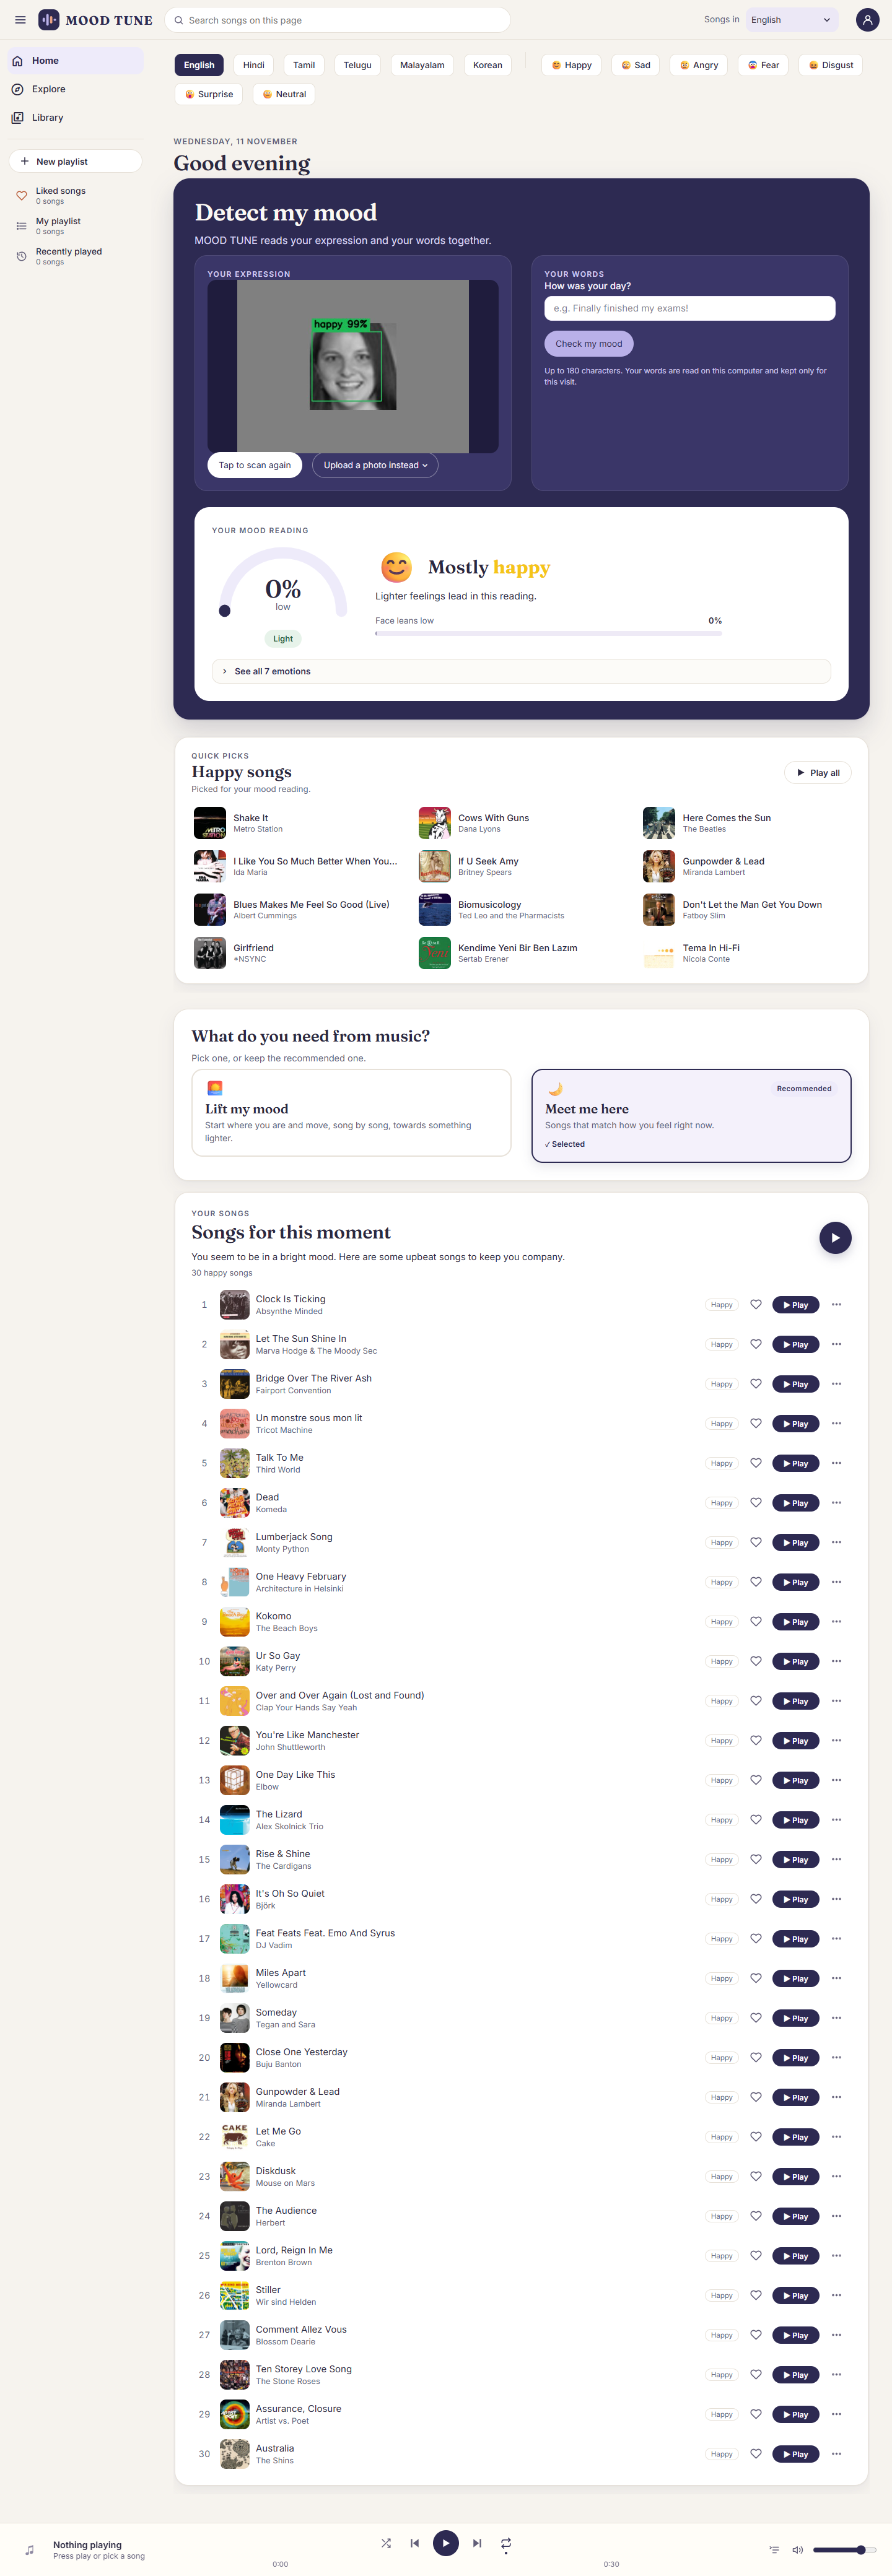 MOOD TUNE
Search songs on this page
Songs in
English
Home
Explore
Library
New playlist
Liked songs
0 songs
My playlist
0 songs
Recently played
0 songs
English Hindi Tamil Telugu Malayalam Korean Happy Sad Angry Fear Disgust
Surprise Neutral
WEDNESDAY, 11 NOVEMBER
Good evening
Detect my mood
MOOD TUNE reads your expression and your words together.
YOUR EXPRESSION
happy 99%
Tap to scan again
Upload a photo instead
YOUR WORDS
How was your day?
e.g. Finally finished my exams!
Check my mood
Up to 180 characters. Your words are read on this computer and kept only for
this visit.
YOUR MOOD READING
0%
low
Light
Mostly happy
Lighter feelings lead in this reading.
Face leans low 0%
See all 7 emotions
QUICK PICKS
Happy songs
Picked for your mood reading.
Play all
Shake It
Metro Station
Cows With Guns
Dana Lyons
Here Comes the Sun
The Beatles
I Like You So Much Better When You...
Ida Maria
If U Seek Amy
Britney Spears
Gunpowder & Lead
Miranda Lambert
Blues Makes Me Feel So Good (Live)
Albert Cummings
Biomusicology
Ted Leo and the Pharmacists
Don't Let the Man Get You Down
Fatboy Slim
Girlfriend
*NSYNC
Kendime Yeni Bir Ben Lazım
Sertab Erener
Tema In Hi-Fi
Nicola Conte
What do you need from music?
Pick one, or keep the recommended one.
Lift my mood
Start where you are and move, song by song, towards something
lighter.
Recommended
Meet me here
Songs that match how you feel right now.
✓ Selected
YOUR SONGS
Songs for this moment
You seem to be in a bright mood. Here are some upbeat songs to keep you company.
30 happy songs
1 Clock Is Ticking Happy Play
Absynthe Minded
2 Let The Sun Shine In Happy Play
Marva Hodge & The Moody Sec
3 Bridge Over The River Ash Happy Play
Fairport Convention
4 Un monstre sous mon lit Happy Play
Tricot Machine
5 Talk To Me Happy Play
Third World
6 Dead Happy Play
Komeda
7 Lumberjack Song Happy Play
Monty Python
8 One Heavy February Happy Play
Architecture in Helsinki
9 Kokomo Happy Play
The Beach Boys
10 Ur So Gay Happy Play
Katy Perry
11 Over and Over Again (Lost and Found) Happy Play
Clap Your Hands Say Yeah
12 You're Like Manchester Happy Play
John Shuttleworth
13 One Day Like This Happy Play
Elbow
14 The Lizard Happy Play
Alex Skolnick Trio
15 Rise & Shine Happy Play
The Cardigans
16 It's Oh So Quiet Happy Play
Björk
17 Feat Feats Feat. Emo And Syrus Happy Play
DJ Vadim
18 Miles Apart Happy Play
Yellowcard
19 Someday Happy Play
Tegan and Sara
20 Close One Yesterday Happy Play
Buju Banton
21 Gunpowder & Lead Happy Play
Miranda Lambert
22 Let Me Go Happy Play
Cake
23 Diskdusk Happy Play
Mouse on Mars
24 The Audience Happy Play
Herbert
25 Lord, Reign In Me Happy Play
Brenton Brown
26 Stiller Happy Play
Wir sind Helden
27 Comment Allez Vous Happy Play
Blossom Dearie
28 Ten Storey Love Song Happy Play
The Stone Roses
29 Assurance, Closure Happy Play
Artist vs. Poet
30 Australia Happy Play
The Shins
Nothing playing
Press play or pick a song
0:00
0:30